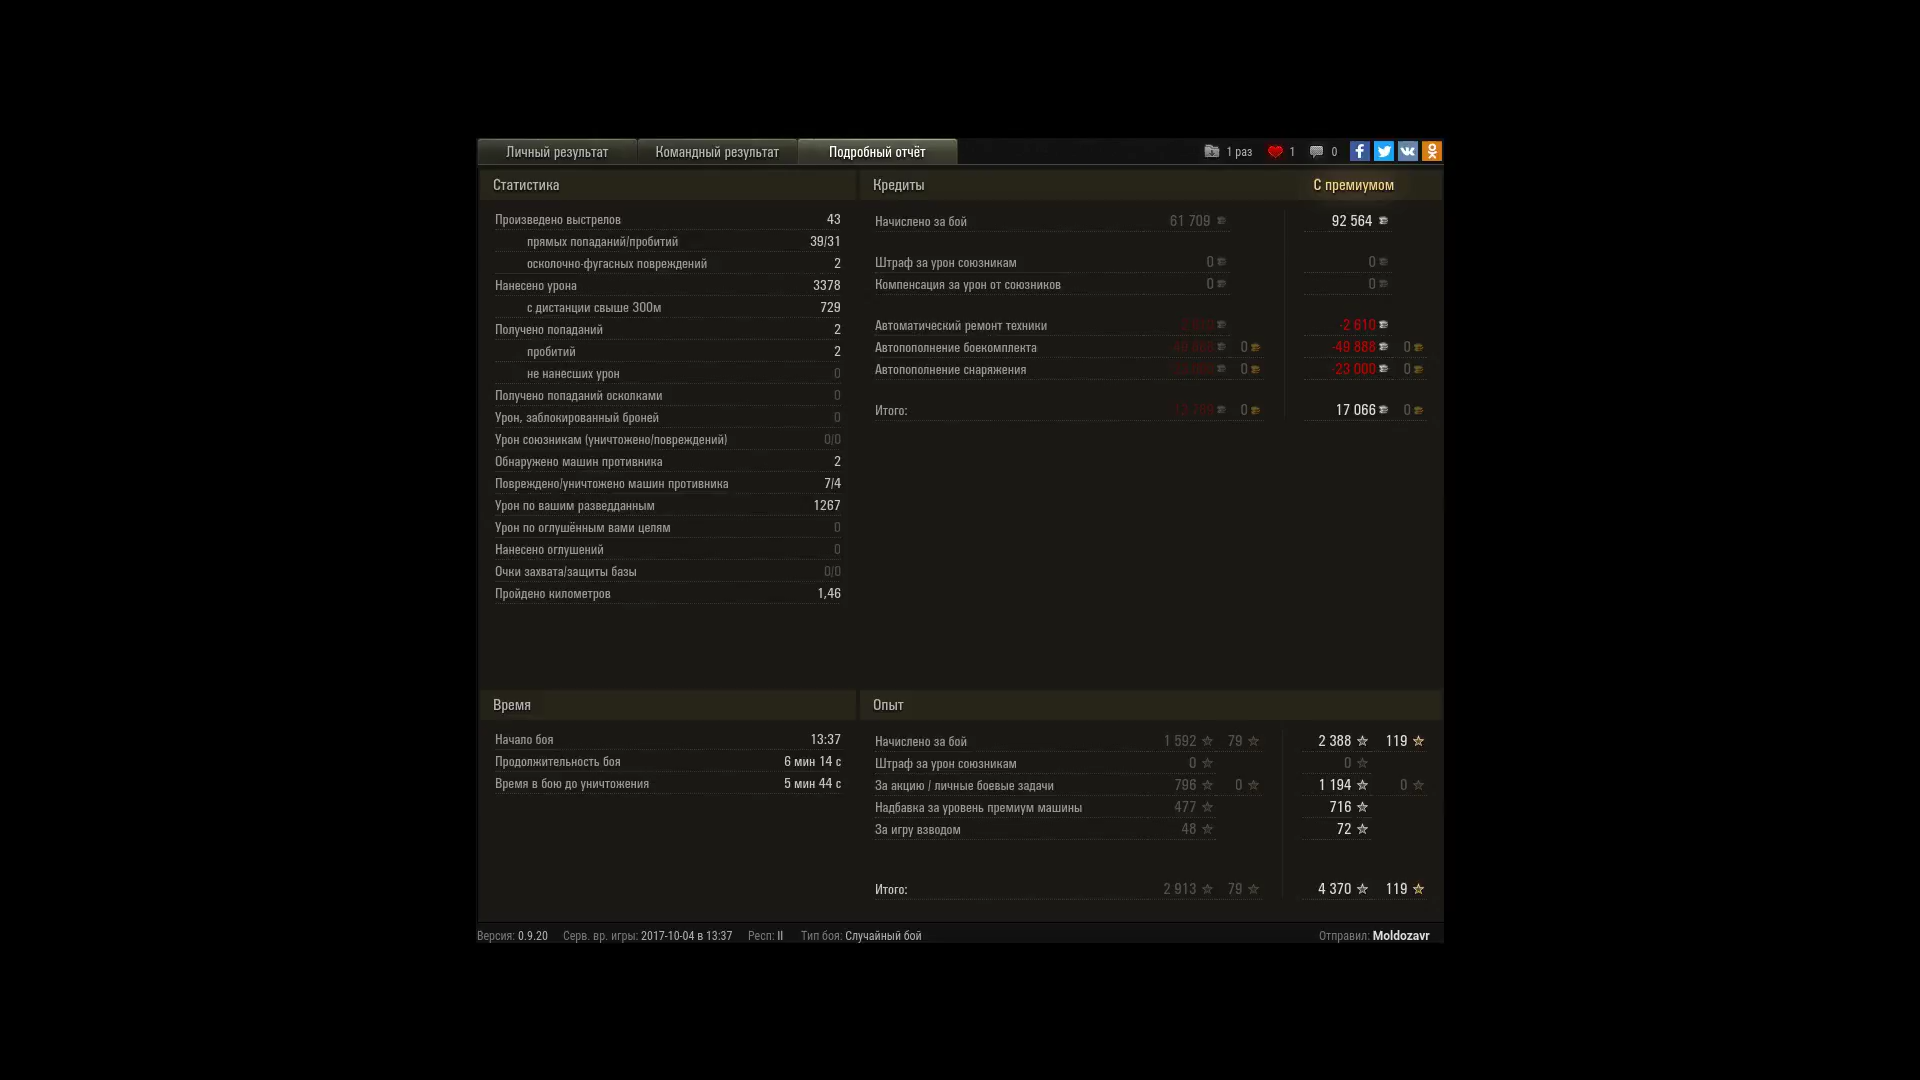 Личный результат Командный результат Подробный отчёт 1 раз 1 0
Статистика
Произведено выстрелов 43
прямых попаданий/пробитий 39/31
осколочно-фугасных повреждений 2
Нанесено урона 3378
с дистанции свыше 300м 729
Получено попаданий 2
пробитий 2
не нанесших урон 0
Получено попаданий осколками 0
Урон, заблокированный броней 0
Урон союзникам (уничтожено/повреждений) 0/0
Обнаружено машин противника 2
Повреждено/уничтожено машин противника 7/4
Урон по вашим разведданным 1267
Урон по оглушённым вами целям 0
Нанесено оглушений 0
Очки захвата/защиты базы 0/0
Пройдено километров 1,46
Кредиты С премиумом
Начислено за бой 61 709 92 564
Штраф за урон союзникам 0 0
Компенсация за урон от союзников 0 0
Автоматический ремонт техники -2 610
Автопополнение боекомплекта 0 -49 888 0
Автопополнение снаряжения 0 -23 000 0
Итого: 0 17 066 0
Время
Начало боя 13:37
Продолжительность боя 6 мин 14 с
Время в бою до уничтожения 5 мин 44 с
Опыт
Начислено за бой 1 592 79 2 388 119
Штраф за урон союзникам 0 0
За акцию / личные боевые задачи 796 0 1 194 0
Надбавка за уровень премиум машины 477 716
За игру взводом 48 72
Итого: 2 913 79 4 370 119
Версия: 0.9.20 Серв. вр. игры: 2017-10-04 в 13:37 Респ: II Тип боя: Случайный бой Отправил: Moldozavr